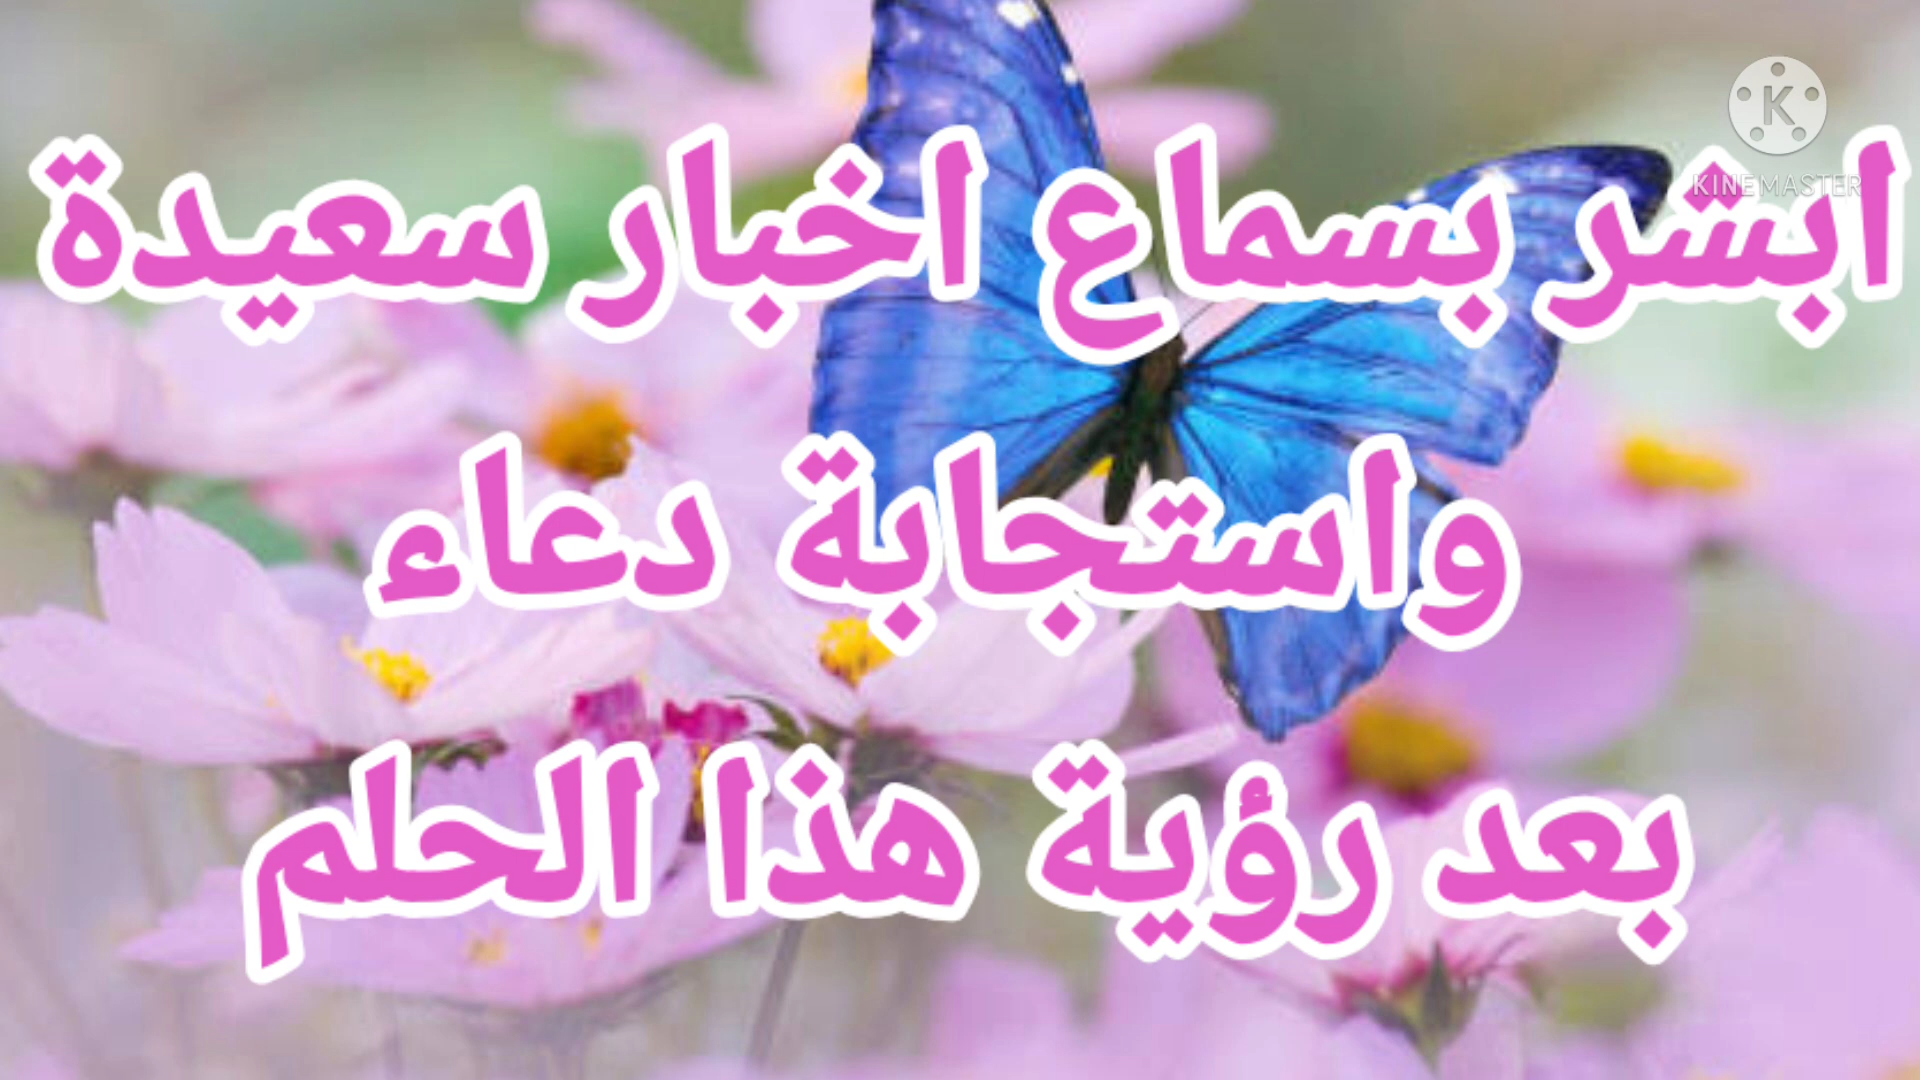 KINEMASTER
ابشر بسماع اخبار سعيدة
واستجابة دعاء
بعد رؤية هذا الحلم